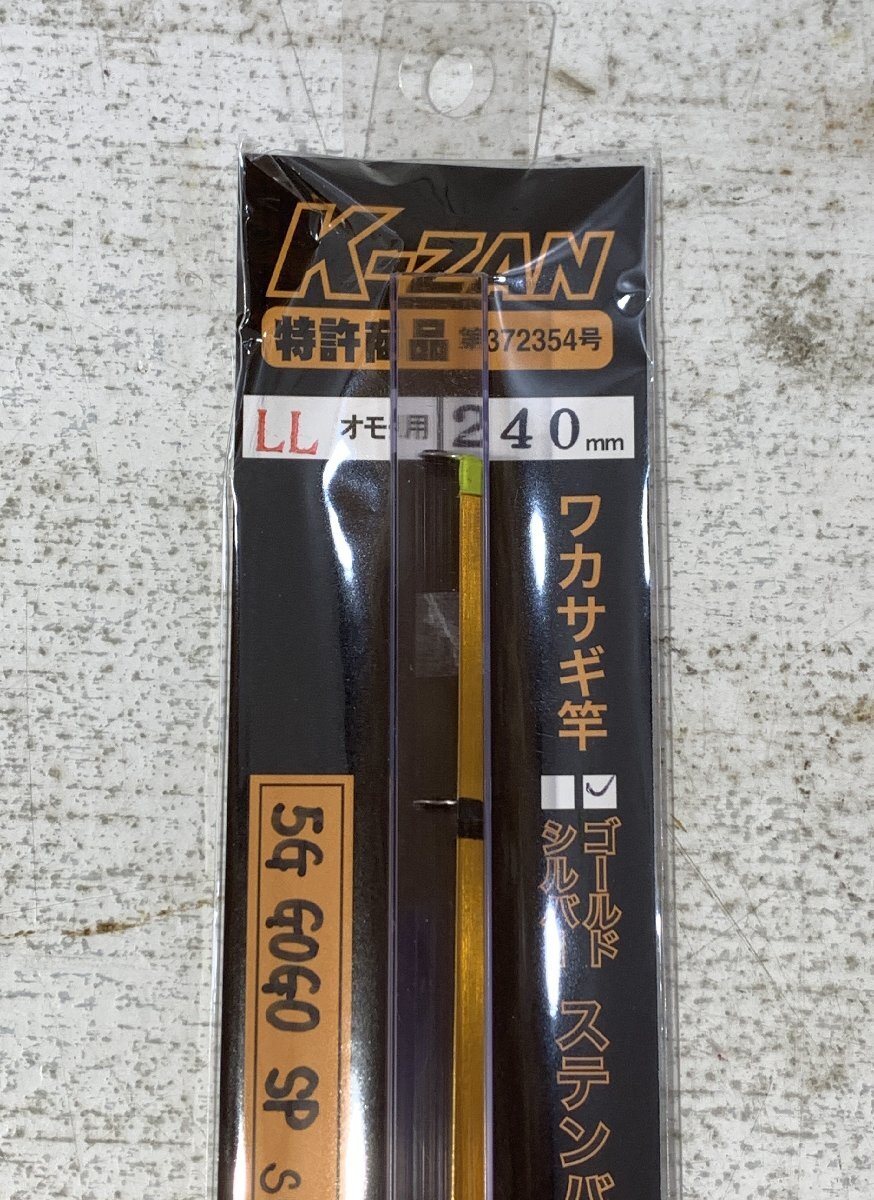 K-ZAN
特許商品 第372354号
LL オモリ用 240mm
ワカサギ竿
ゴールド
シルバー
ステンバ
5G GOGO SP S